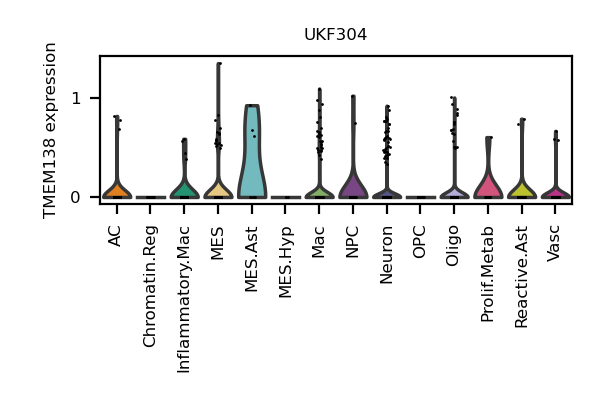 UKF304
TMEM138 expression
1
0
AC
Chromatin.Reg
Inflammatory.Mac
MES
MES.Ast
MES.Hyp
Mac
NPC
Neuron
OPC
Oligo
Prolif.Metab
Reactive.Ast
Vasc